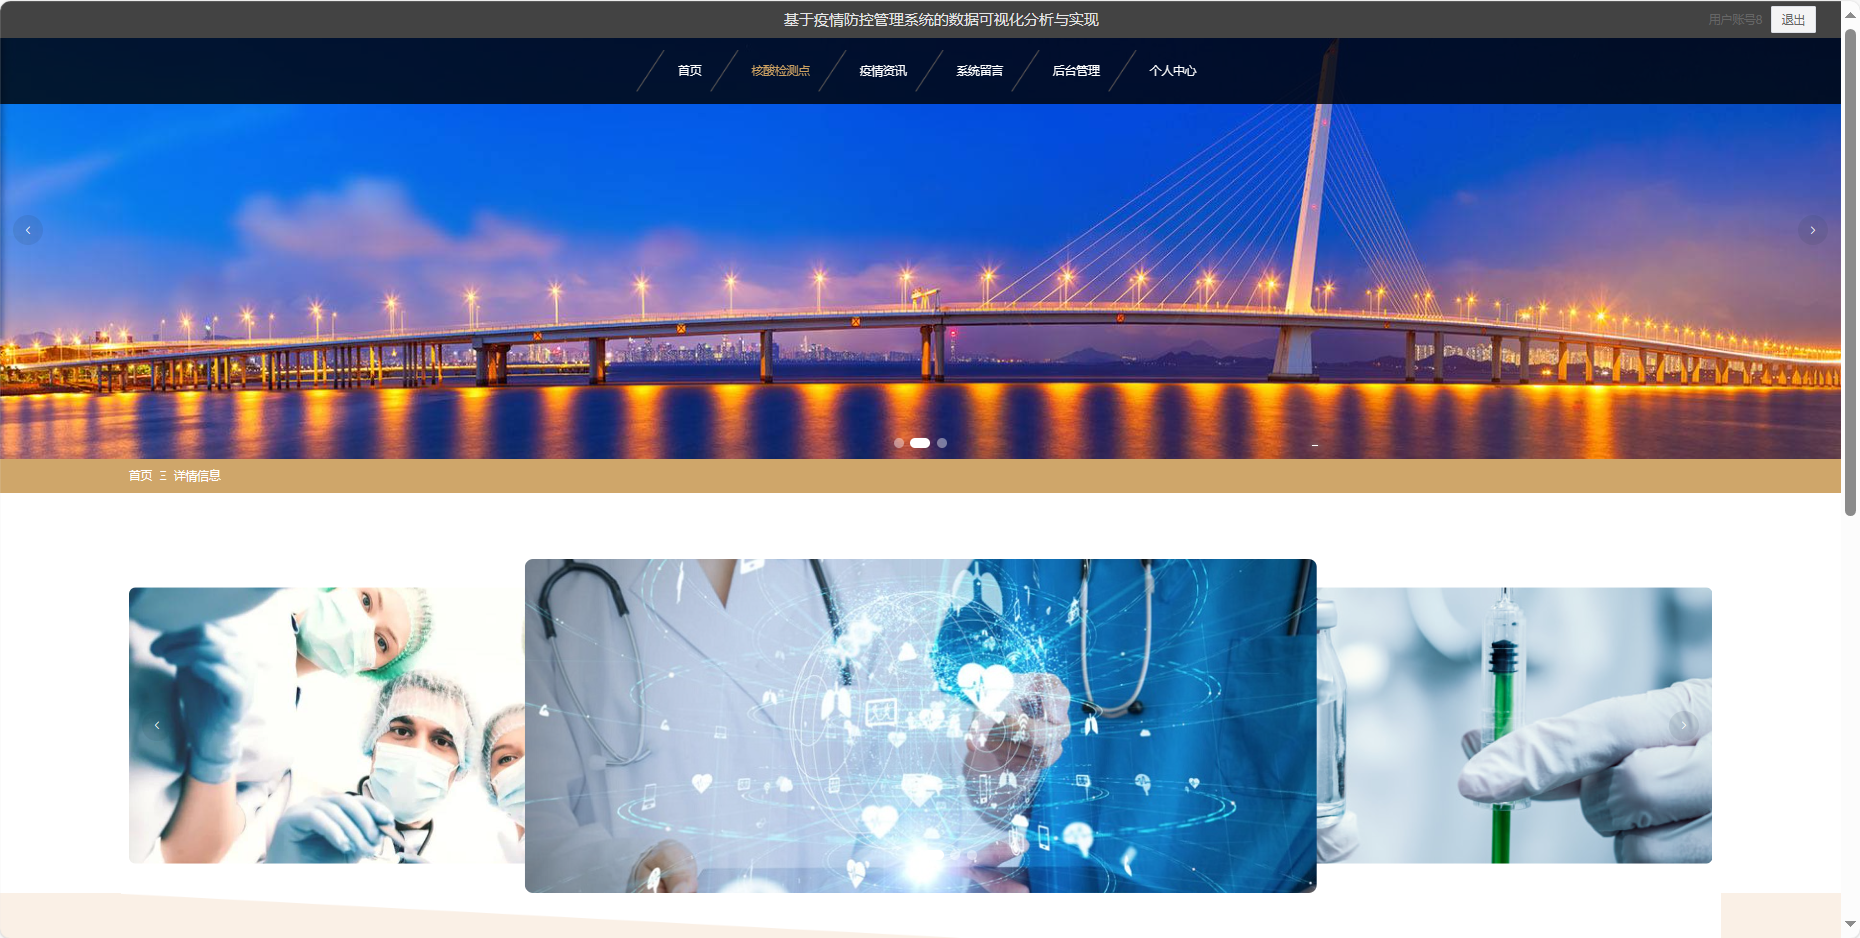 基于疫情防控管理系统的数据可视化分析与实现
用户账号8 退出
首页 核酸检测点 疫情资讯 系统留言 后台管理 个人中心
首页 Ξ 详情信息